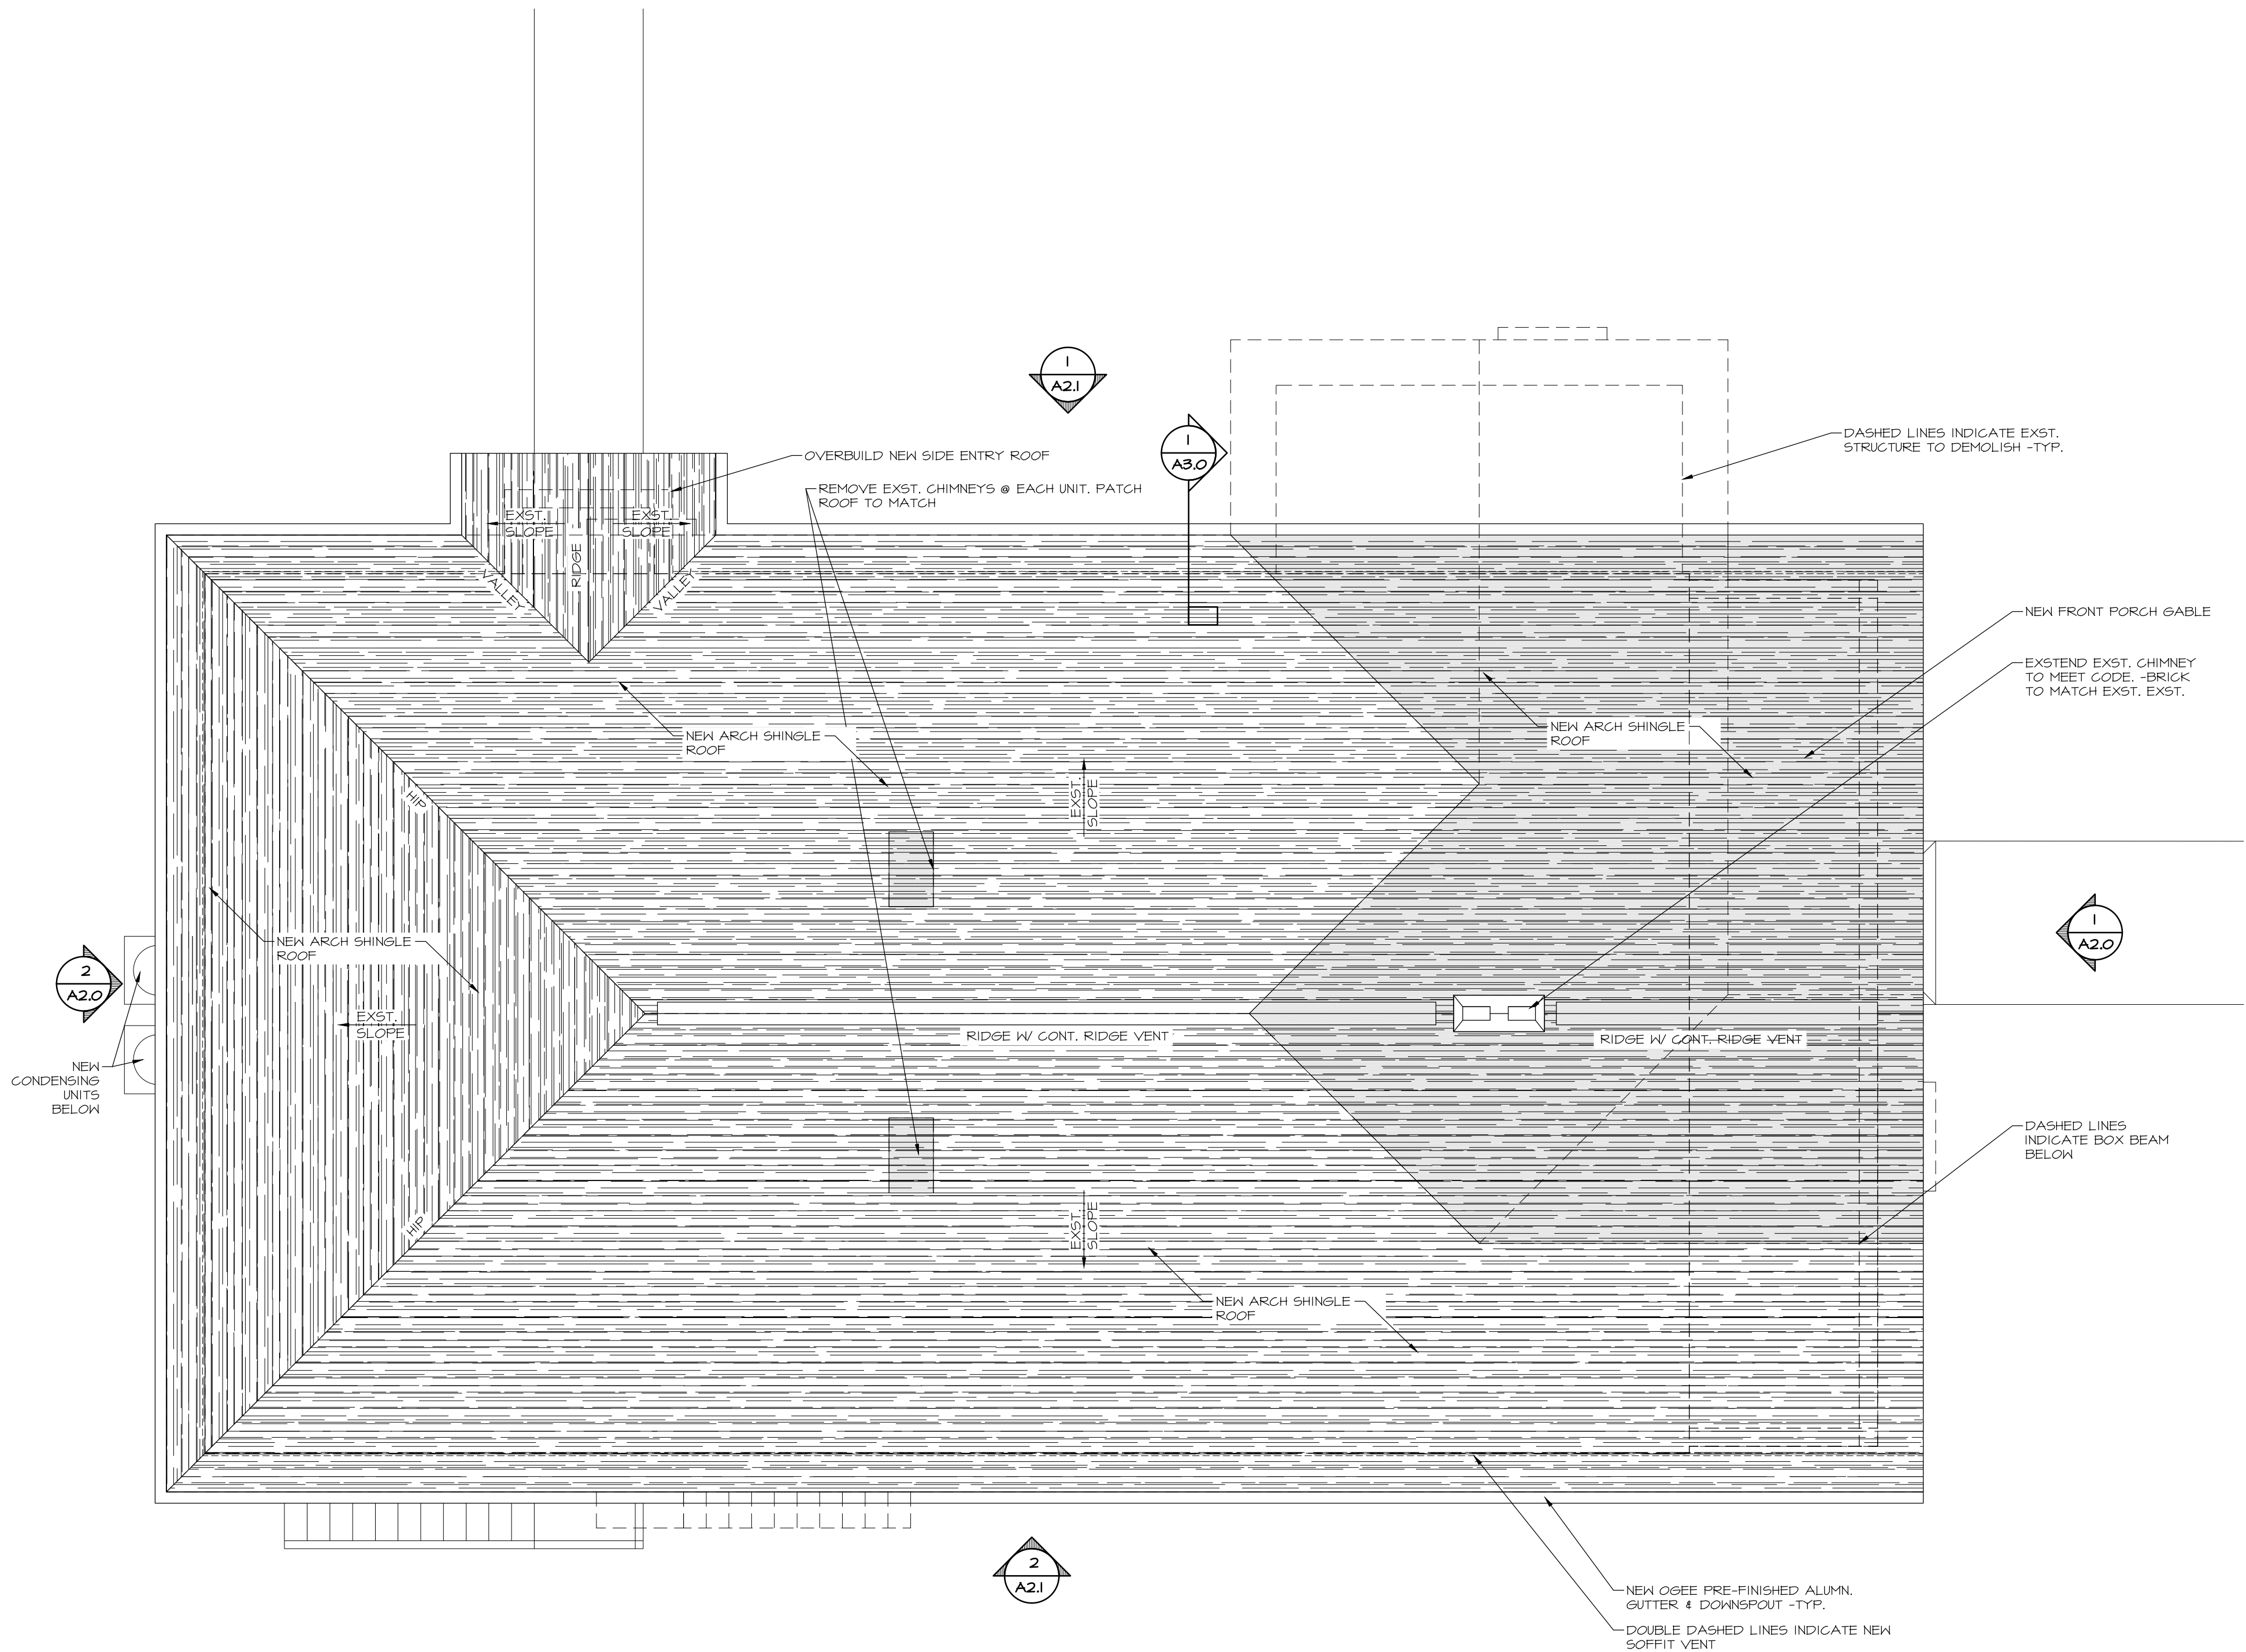 1
A2.1
1
A3.0
DASHED LINES INDICATE EXST.
STRUCTURE TO DEMOLISH -TYP.
OVERBUILD NEW SIDE ENTRY ROOF
REMOVE EXST. CHIMNEYS @ EACH UNIT. PATCH
ROOF TO MATCH
EXST.
SLOPE
EXST.
SLOPE
RIDGE
VALLEY
VALLEY
NEW FRONT PORCH GABLE
EXSTEND EXST. CHIMNEY
TO MEET CODE. -BRICK
TO MATCH EXST. EXST.
NEW ARCH SHINGLE
ROOF
NEW ARCH SHINGLE
ROOF
EXST.
SLOPE
HIP
NEW ARCH SHINGLE
ROOF
1
A2.0
2
A2.0
EXST.
SLOPE
RIDGE W/ CONT. RIDGE VENT
RIDGE W/ CONT. RIDGE VENT
NEW
CONDENSING
UNITS
BELOW
DASHED LINES
INDICATE BOX BEAM
BELOW
HIP
EXST.
SLOPE
NEW ARCH SHINGLE
ROOF
2
A2.1
NEW OGEE PRE-FINISHED ALUMN.
GUTTER & DOWNSPOUT -TYP.
DOUBLE DASHED LINES INDICATE NEW
SOFFIT VENT